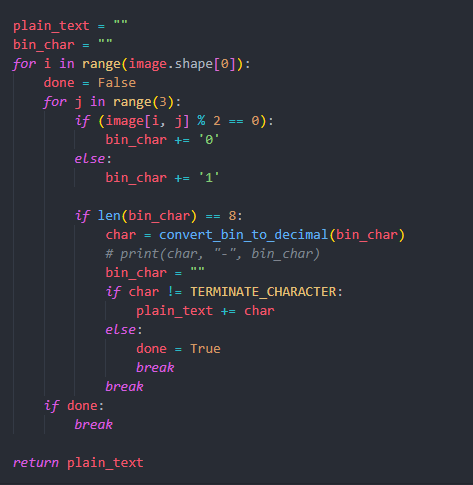 plain_text = ""
bin_char = ""
for i in range(image.shape[0]):
    done = False
    for j in range(3):
        if (image[i, j] % 2 == 0):
            bin_char += '0'
        else:
            bin_char += '1'

        if len(bin_char) == 8:
            char = convert_bin_to_decimal(bin_char)
            # print(char, "-", bin_char)
            bin_char = ""
            if char != TERMINATE_CHARACTER:
                plain_text += char
            else:
                done = True
                break
            break
    if done:
        break

return plain_text